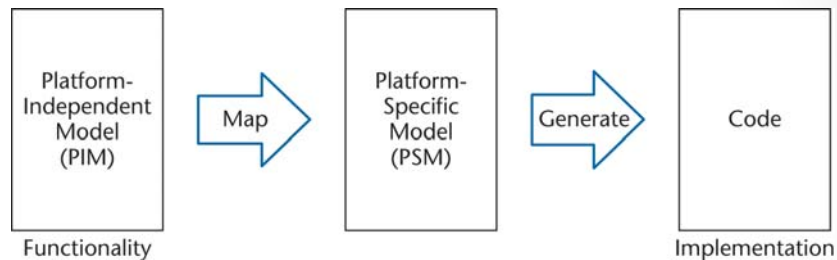 Platform-
Independent
Model
(PIM)
Map
Platform-
Specific
Model
(PSM)
Generate
Code
Functionality
Implementation